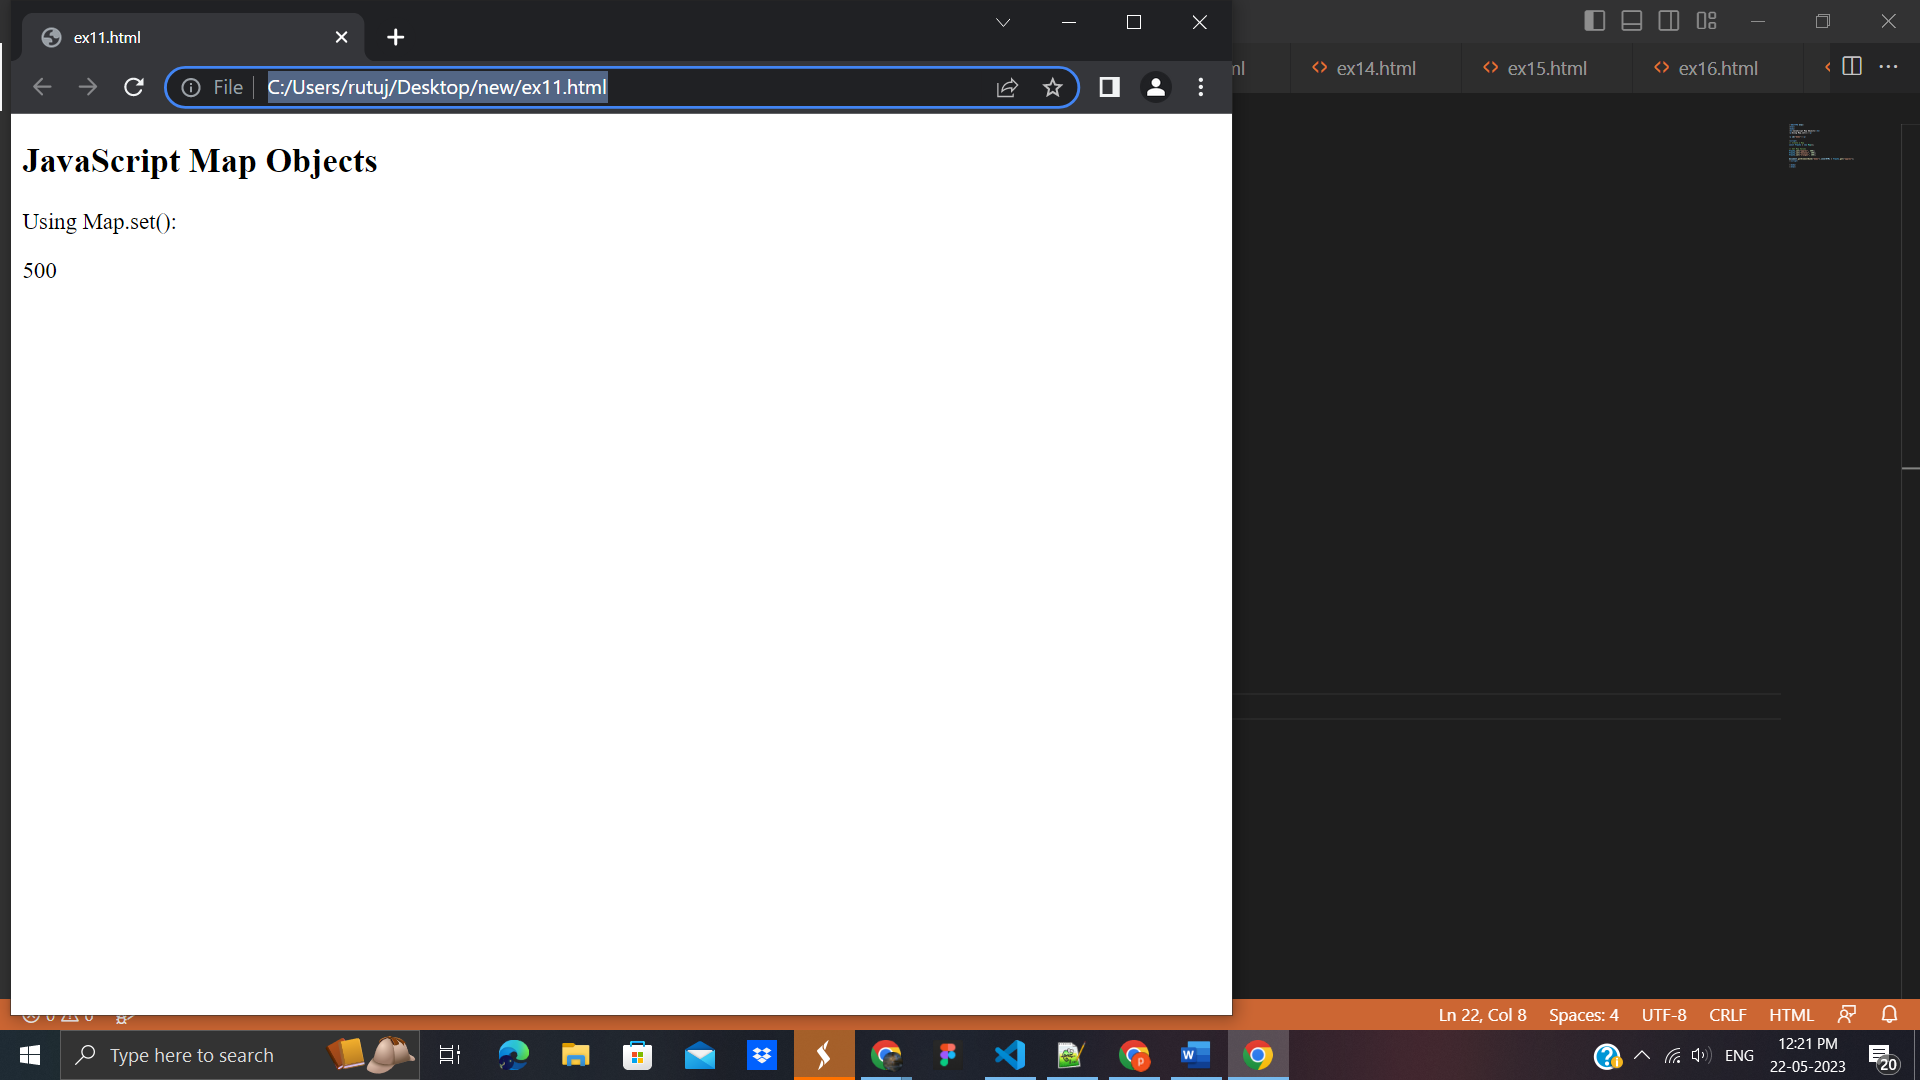 ex11.html
File C:/Users/rutuj/Desktop/new/ex11.html
ml ex14.html ex15.html ex16.html
JavaScript Map Objects
Using Map.set():
500
Ln 22, Col 8 Spaces: 4 UTF-8 CRLF HTML
Type here to search
ENG
12:21 PM
22-05-2023
20